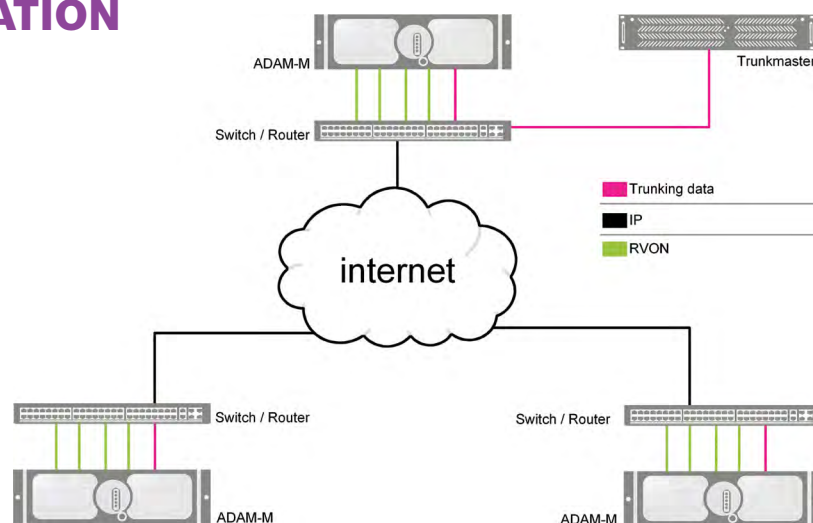 ATION
ADAM-M
Trunkmaster
Switch / Router
Trunking data
IP
RVON
internet
Switch / Router
Switch / Router
ADAM-M
ADAM-M